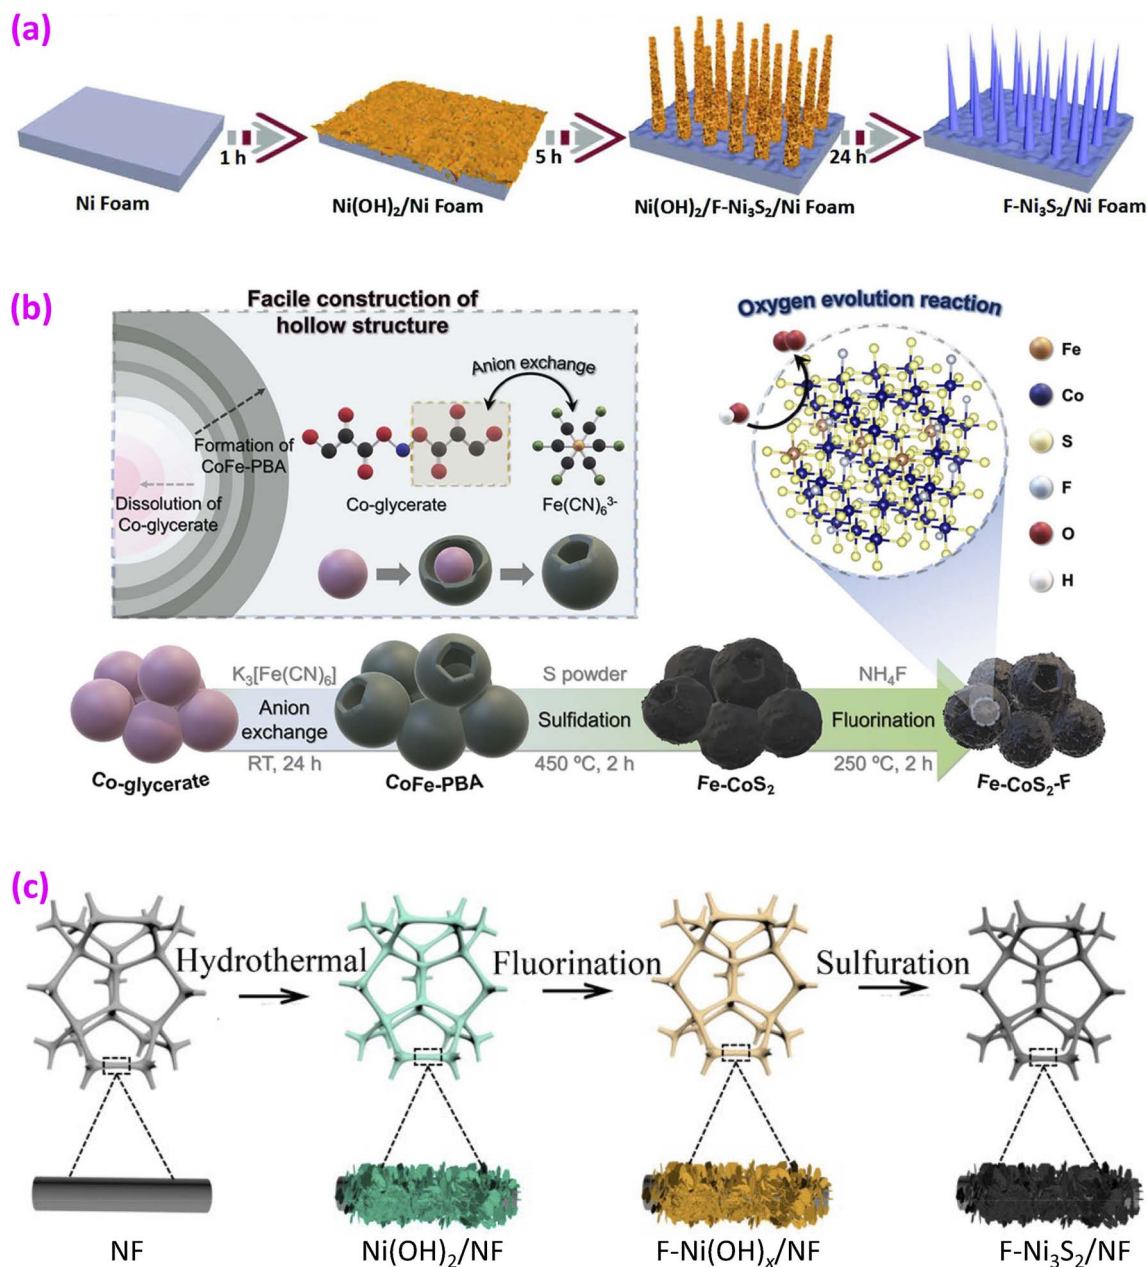 (a)
1 h
5 h
24 h
Ni Foam
Ni(OH)₂/Ni Foam
Ni(OH)₂/F-Ni₃S₂/Ni Foam
F-Ni₃S₂/Ni Foam
(b)
Facile construction of
hollow structure
Anion exchange
Formation of
CoFe-PBA
Dissolution of
Co-glycerate
Co-glycerate
Fe(CN)₆³⁻
Oxygen evolution reaction
Fe
Co
S
F
O
H
K₃[Fe(CN)₆]
Anion
exchange
RT, 24 h
S powder
Sulfidation
450 ºC, 2 h
NH₄F
Fluorination
250 ºC, 2 h
Co-glycerate
CoFe-PBA
Fe-CoS₂
Fe-CoS₂-F
(c)
Hydrothermal
Fluorination
Sulfuration
NF
Ni(OH)₂/NF
F-Ni(OH)ₓ/NF
F-Ni₃S₂/NF